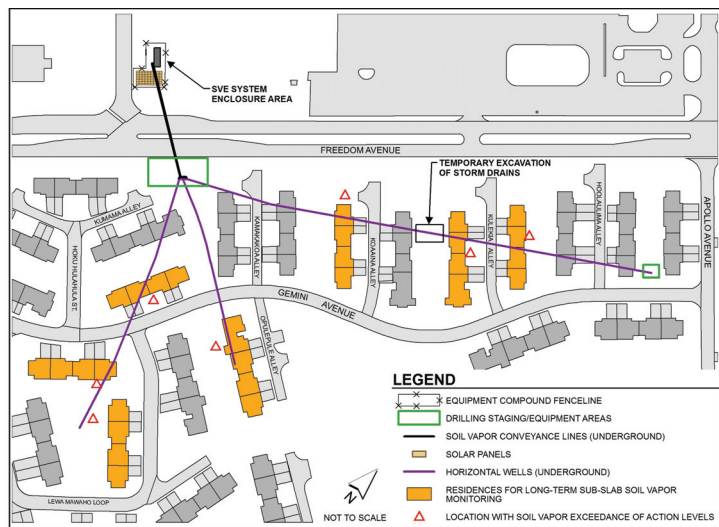 SVE SYSTEM
ENCLOSURE AREA
FREEDOM AVENUE
TEMPORARY EXCAVATION
OF STORM DRAINS
KUMAMA ALLEY
HOKU HULAHULA ST.
KAMAKAKOA ALLEY
KOAAINA ALLEY
KULEKIA ALLEY
HOOLAULIMA ALLEY
APOLLO AVENUE
GEMINI AVENUE
OPULEPULE ALLEY
LEWA MAWAHO LOOP
NOT TO SCALE
LEGEND
EQUIPMENT COMPOUND FENCELINE
DRILLING STAGING/EQUIPMENT AREAS
SOIL VAPOR CONVEYANCE LINES (UNDERGROUND)
SOLAR PANELS
HORIZONTAL WELLS (UNDERGROUND)
RESIDENCES FOR LONG-TERM SUB-SLAB SOIL VAPOR
MONITORING
LOCATION WITH SOIL VAPOR EXCEEDANCE OF ACTION LEVELS